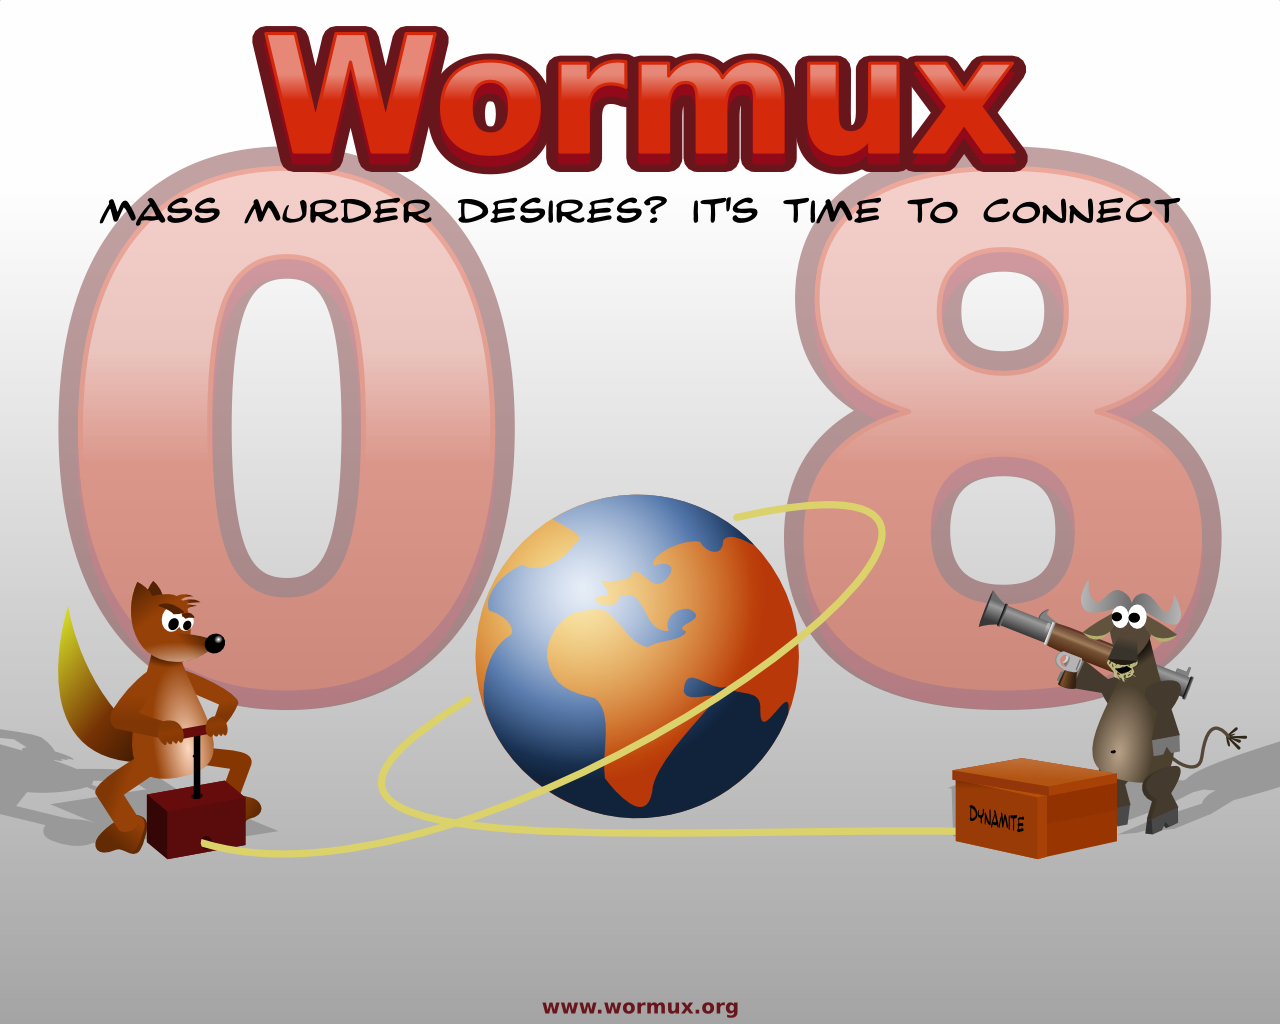 Wormux
MASS MURDER DESIRES? IT'S TIME TO CONNECT
0 8
DYNAMITE
www.wormux.org